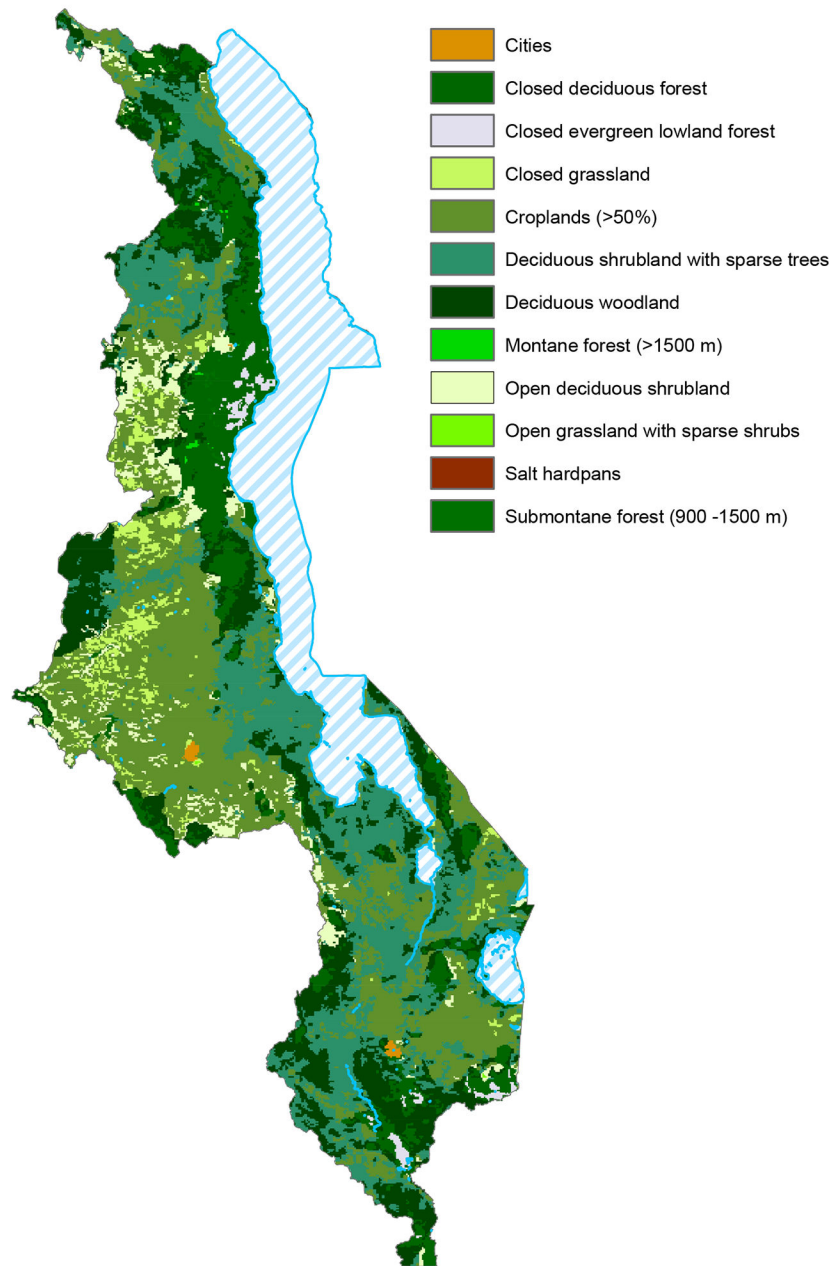 Cities
Closed deciduous forest
Closed evergreen lowland forest
Closed grassland
Croplands (>50%)
Deciduous shrubland with sparse trees
Deciduous woodland
Montane forest (>1500 m)
Open deciduous shrubland
Open grassland with sparse shrubs
Salt hardpans
Submontane forest (900 -1500 m)